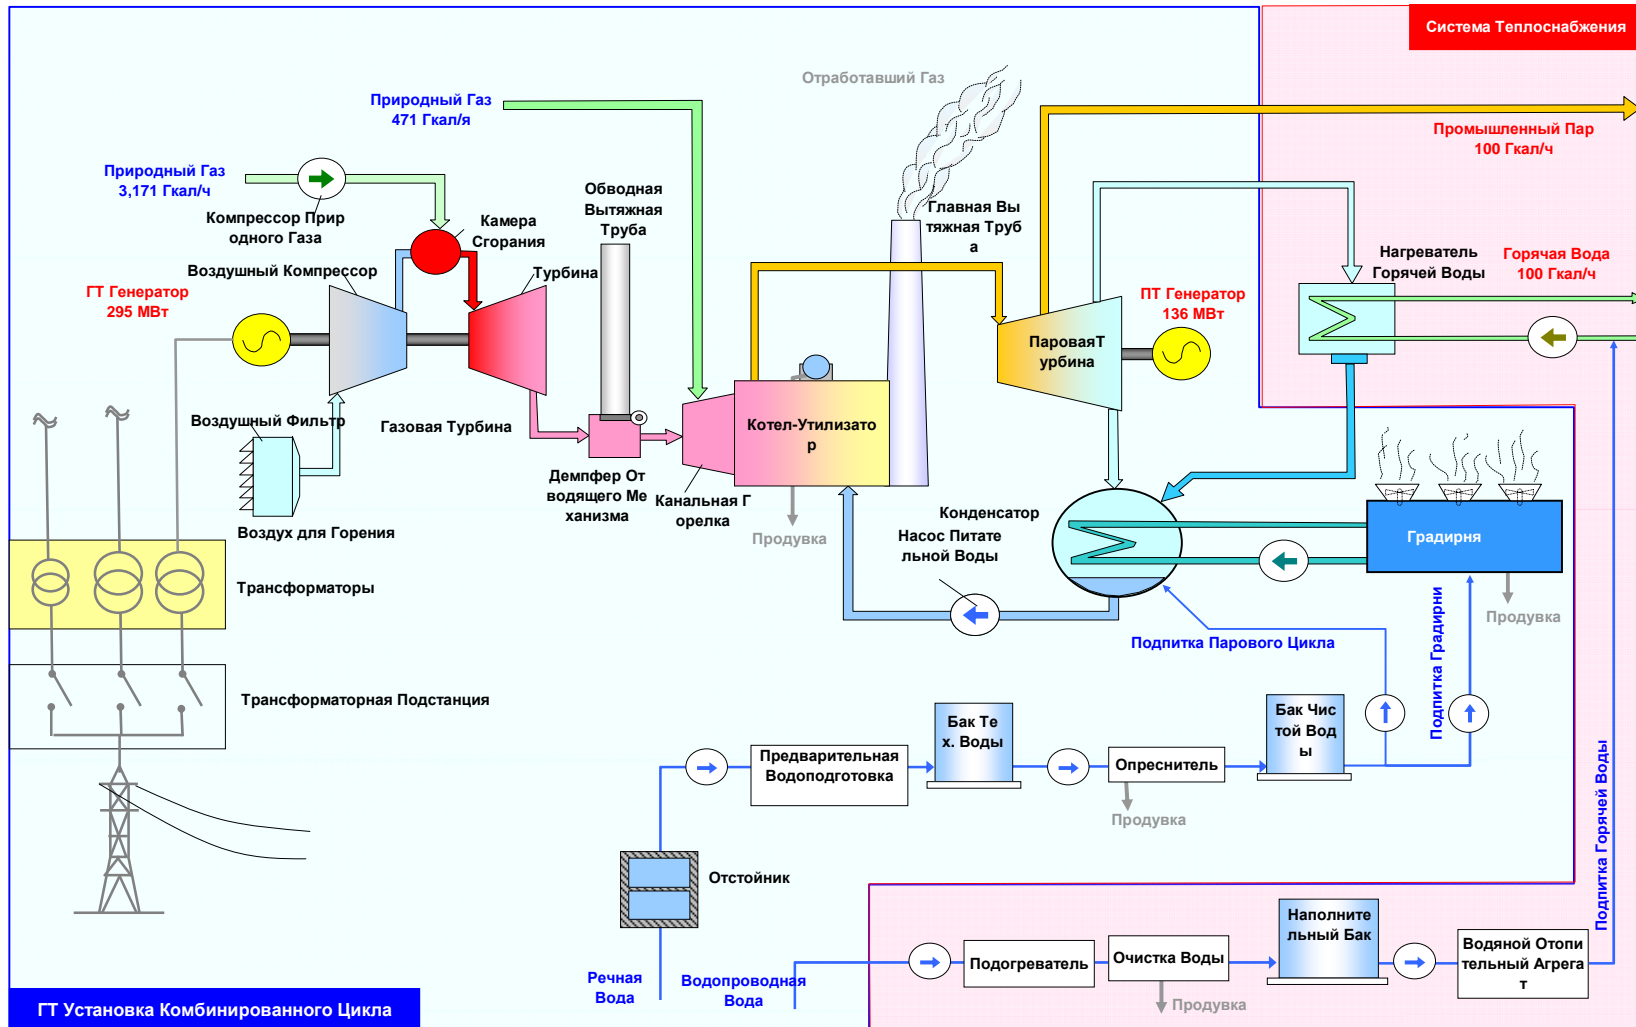 Система Теплоснабжения
Отработавший Газ
Природный Газ
471 Гкал/я
Промышленный Пар
100 Гкал/ч
Природный Газ
3,171 Гкал/ч
Компрессор Прир
одного Газа
Камера
Сгорания
Обводная
Вытяжная
Труба
Главная Вы
тяжная Труб
а
Нагреватель
Горячей Воды
Горячая Вода
100 Гкал/ч
Воздушный Компрессор
Турбина
ГТ Генератор
295 МВт
ПТ Генератор
136 МВт
ПароваяТ
урбина
Воздушный Фильтр
Газовая Турбина
Котел-Утилизато
р
Демпфер От
водящего Ме
ханизма
Канальная Г
орелка
Продувка
Конденсатор
Насос Питате
льной Воды
Градирня
Воздух для Горения
Трансформаторы
Продувка
Подпитка Парового Цикла
Подпитка Градирни
Трансформаторная Подстанция
Бак Те
х. Воды
Бак Чис
той Вод
ы
Предварительная
Водоподготовка
Опреснитель
Продувка
Подпитка Горячей Воды
Отстойник
Наполните
льный Бак
Подогреватель
Очистка Воды
Водяной Отопи
тельный Агрега
т
Речная
Вода
Водопроводная
Вода
Продувка
ГТ Установка Комбинированного Цикла